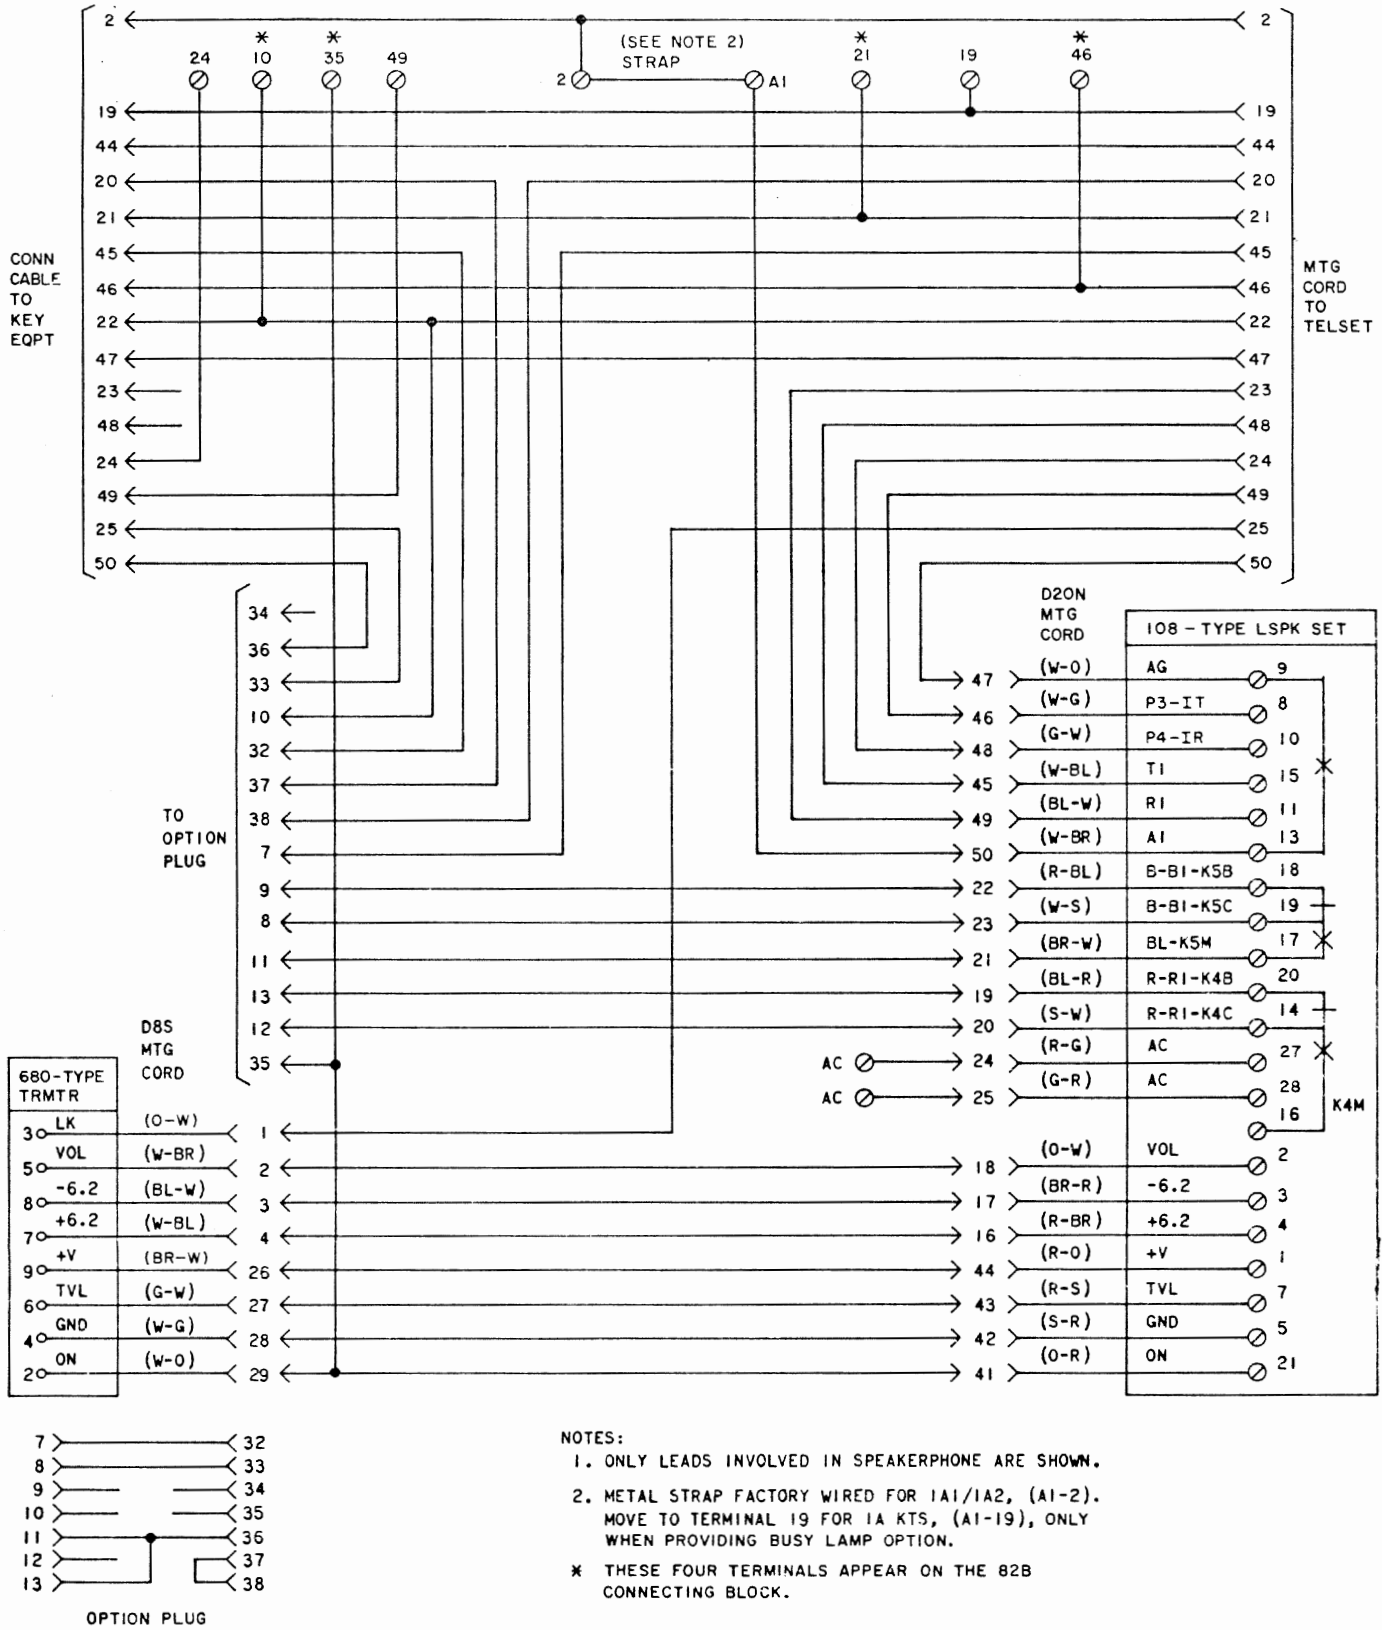 2 2
* * (SEE NOTE 2) * *
24 10 35 49 STRAP 21 19 46
2 A1
19 19
44 44
20 20
21 21
45 45
46 46
22 22
47 47
23 23
48 48
24 24
49 49
25 25
50 50
CONN
CABLE
TO
KEY
EQPT
MTG
CORD
TO
TELSET
34
36
33
10
32
37
38
7
9
8
11
13
12
35
TO
OPTION
PLUG
D20N
MTG
CORD
108-TYPE LSPK SET
47 (W-O) AG 9
46 (W-G) P3-IT 8
48 (G-W) P4-IR 10
45 (W-BL) T1 15
49 (BL-W) R1 11
50 (W-BR) A1 13
22 (R-BL) B-B1-K5B 18
23 (W-S) B-B1-K5C 19
21 (BR-W) BL-K5M 17
19 (BL-R) R-R1-K4B 20
20 (S-W) R-R1-K4C 14
AC 24 (R-G) AC 27
AC 25 (G-R) AC 28
16 K4M
18 (O-W) VOL 2
17 (BR-R) -6.2 3
16 (R-BR) +6.2 4
44 (R-O) +V 1
43 (R-S) TVL 7
42 (S-R) GND 5
41 (O-R) ON 21
D8S
MTG
CORD
680-TYPE
TRMTR
3 LK (O-W) 1
5 VOL (W-BR) 2
8 -6.2 (BL-W) 3
7 +6.2 (W-BL) 4
9 +V (BR-W) 26
6 TVL (G-W) 27
4 GND (W-G) 28
2 ON (W-O) 29
7 32
8 33
9 34
10 35
11 36
12 37
13 38
OPTION PLUG
NOTES:
1. ONLY LEADS INVOLVED IN SPEAKERPHONE ARE SHOWN.
2. METAL STRAP FACTORY WIRED FOR 1A1/1A2, (A1-2).
MOVE TO TERMINAL 19 FOR 1A KTS, (A1-19), ONLY
WHEN PROVIDING BUSY LAMP OPTION.
* THESE FOUR TERMINALS APPEAR ON THE 82B
CONNECTING BLOCK.